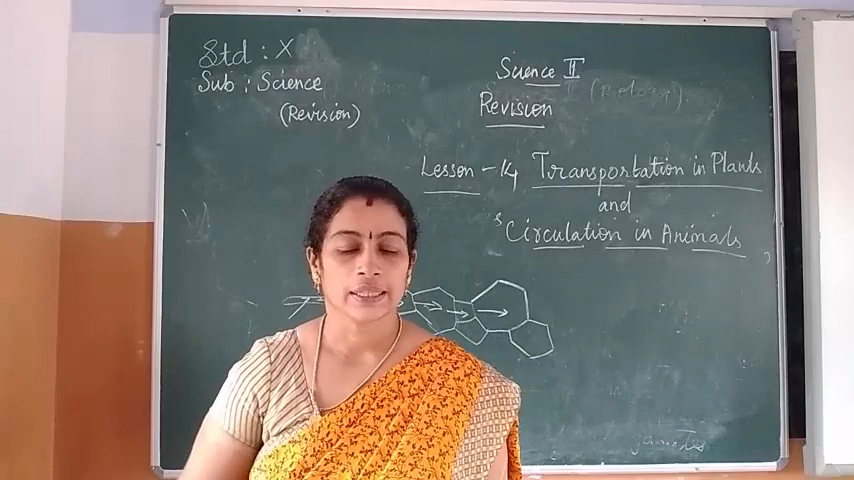 Std : X
Sub : Science
(Revision)
Science II
Revision
Lesson - 14 Transportation in Plants
and
Circulation in Animals